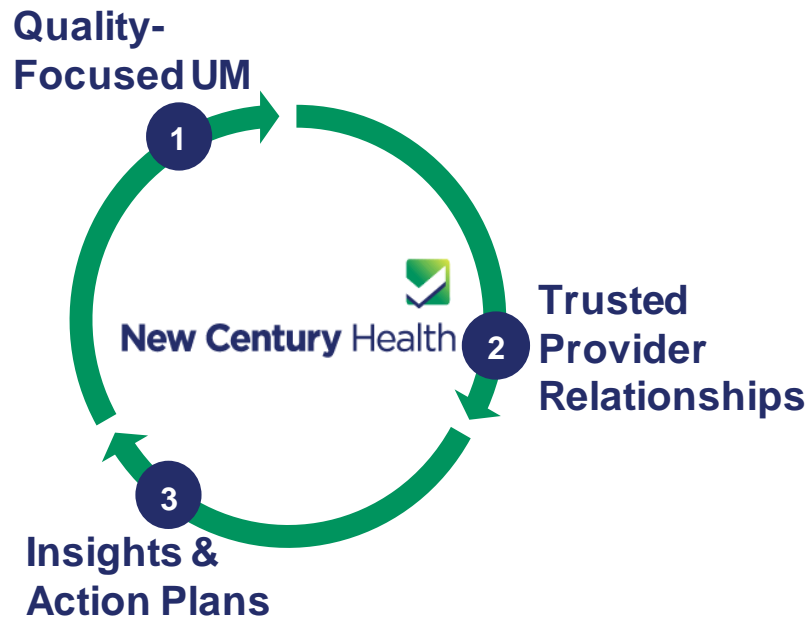 Quality-
Focused UM
1
New Century Health
2
Trusted
Provider
Relationships
3
Insights &
Action Plans